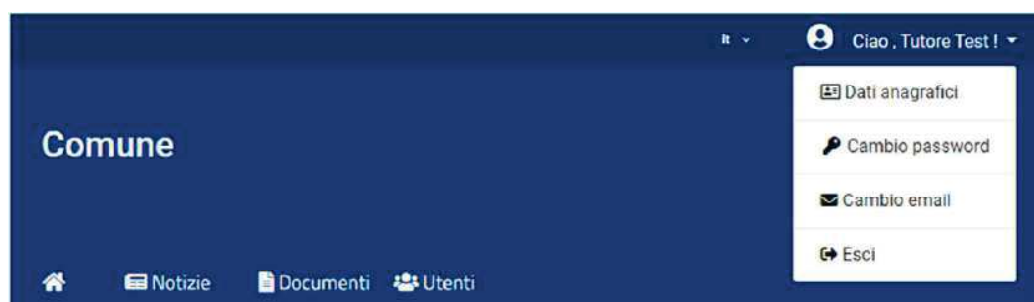 it
Ciao , Tutore Test !
Dati anagrafici
Comune
Cambio password
Cambio email
Esci
Notizie Documenti Utenti